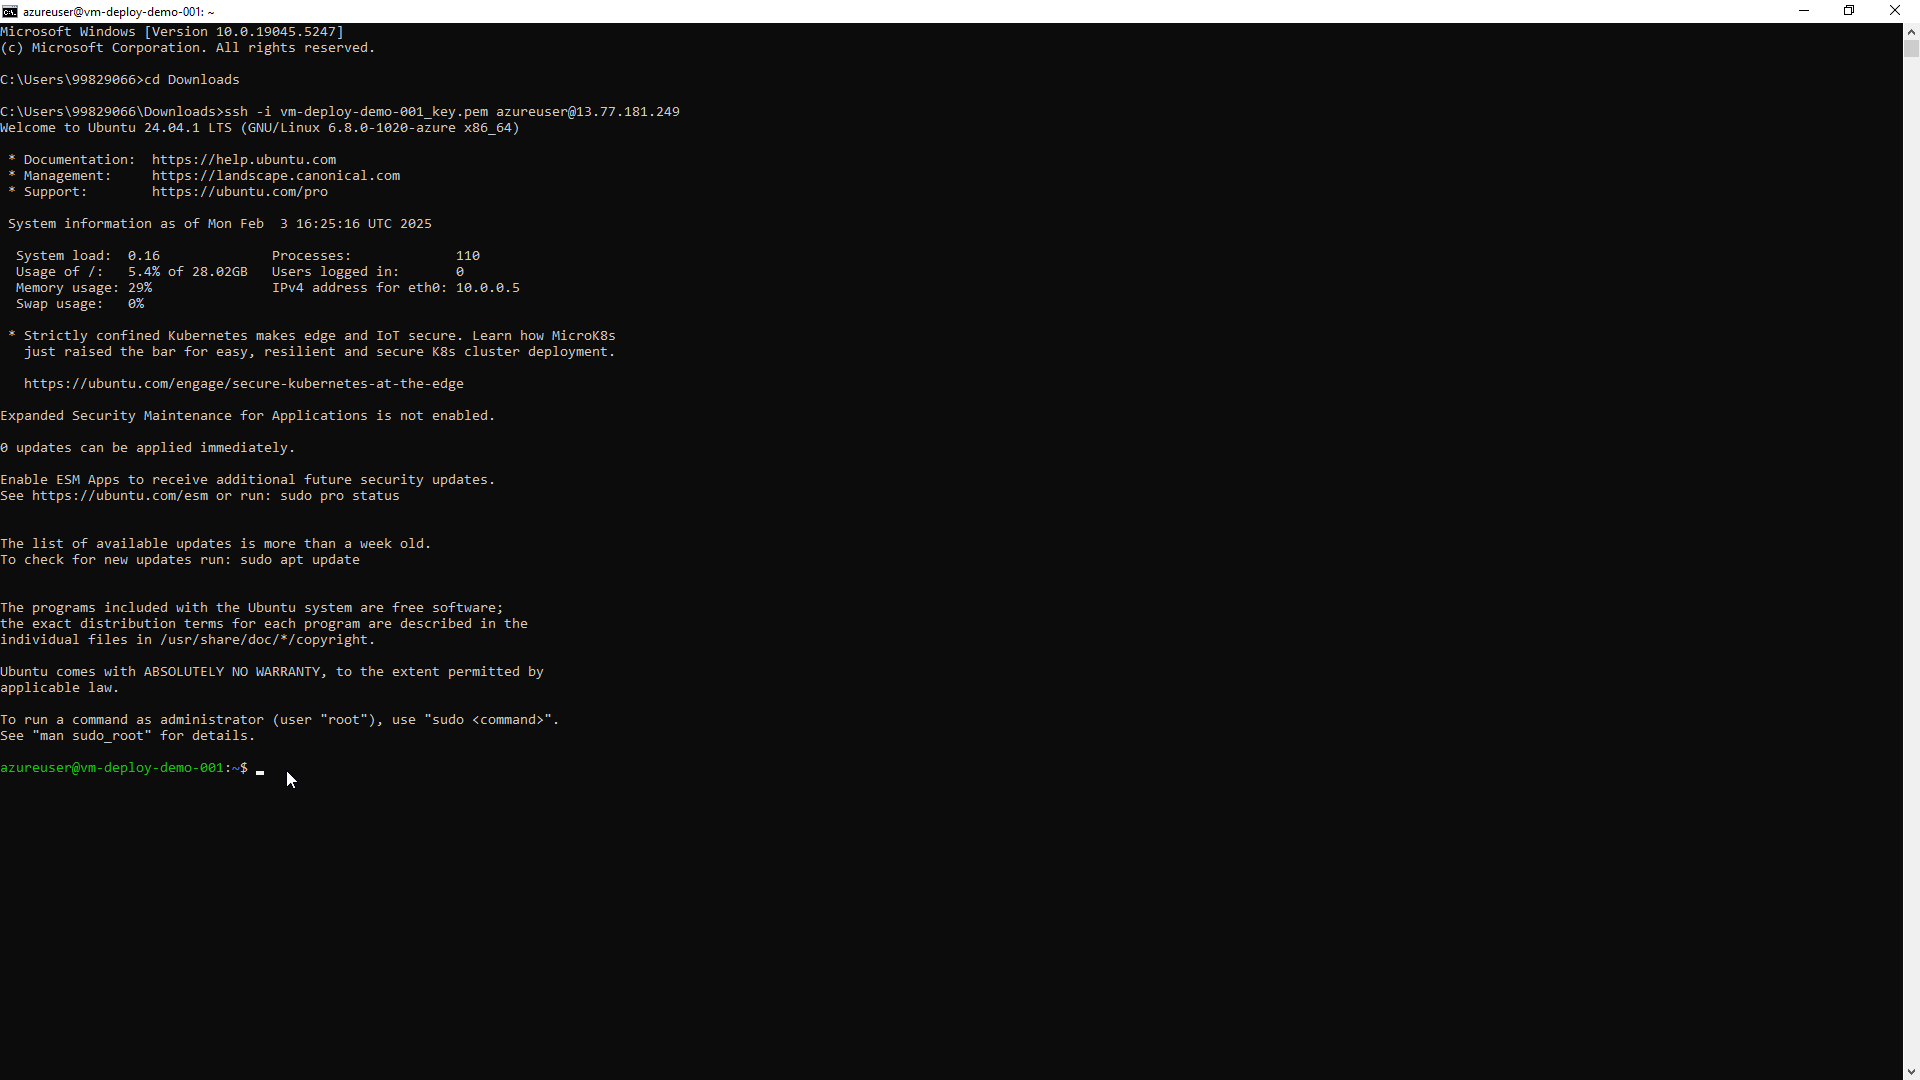 azureuser@vm-deploy-demo-001: ~
Microsoft Windows [Version 10.0.19045.5247]
(c) Microsoft Corporation. All rights reserved.
C:\Users\99829066>cd Downloads
C:\Users\99829066\Downloads>ssh -i vm-deploy-demo-001_key.pem azureuser@13.77.181.249
Welcome to Ubuntu 24.04.1 LTS (GNU/Linux 6.8.0-1020-azure x86_64)
* Documentation:  https://help.ubuntu.com
* Management:     https://landscape.canonical.com
* Support:        https://ubuntu.com/pro
System information as of Mon Feb  3 16:25:16 UTC 2025
System load:  0.16              Processes:             110
Usage of /:   5.4% of 28.02GB   Users logged in:       0
Memory usage: 29%               IPv4 address for eth0: 10.0.0.5
Swap usage:   0%
* Strictly confined Kubernetes makes edge and IoT secure. Learn how MicroK8s
just raised the bar for easy, resilient and secure K8s cluster deployment.
https://ubuntu.com/engage/secure-kubernetes-at-the-edge
Expanded Security Maintenance for Applications is not enabled.
0 updates can be applied immediately.
Enable ESM Apps to receive additional future security updates.
See https://ubuntu.com/esm or run: sudo pro status
The list of available updates is more than a week old.
To check for new updates run: sudo apt update
The programs included with the Ubuntu system are free software;
the exact distribution terms for each program are described in the
individual files in /usr/share/doc/*/copyright.
Ubuntu comes with ABSOLUTELY NO WARRANTY, to the extent permitted by
applicable law.
To run a command as administrator (user "root"), use "sudo <command>".
See "man sudo_root" for details.
azureuser@vm-deploy-demo-001:~$